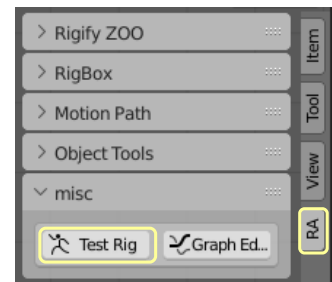 Rigify ZOO
RigBox
Motion Path
Object Tools
misc
Test Rig
Graph Ed...
Item
Tool
View
RA